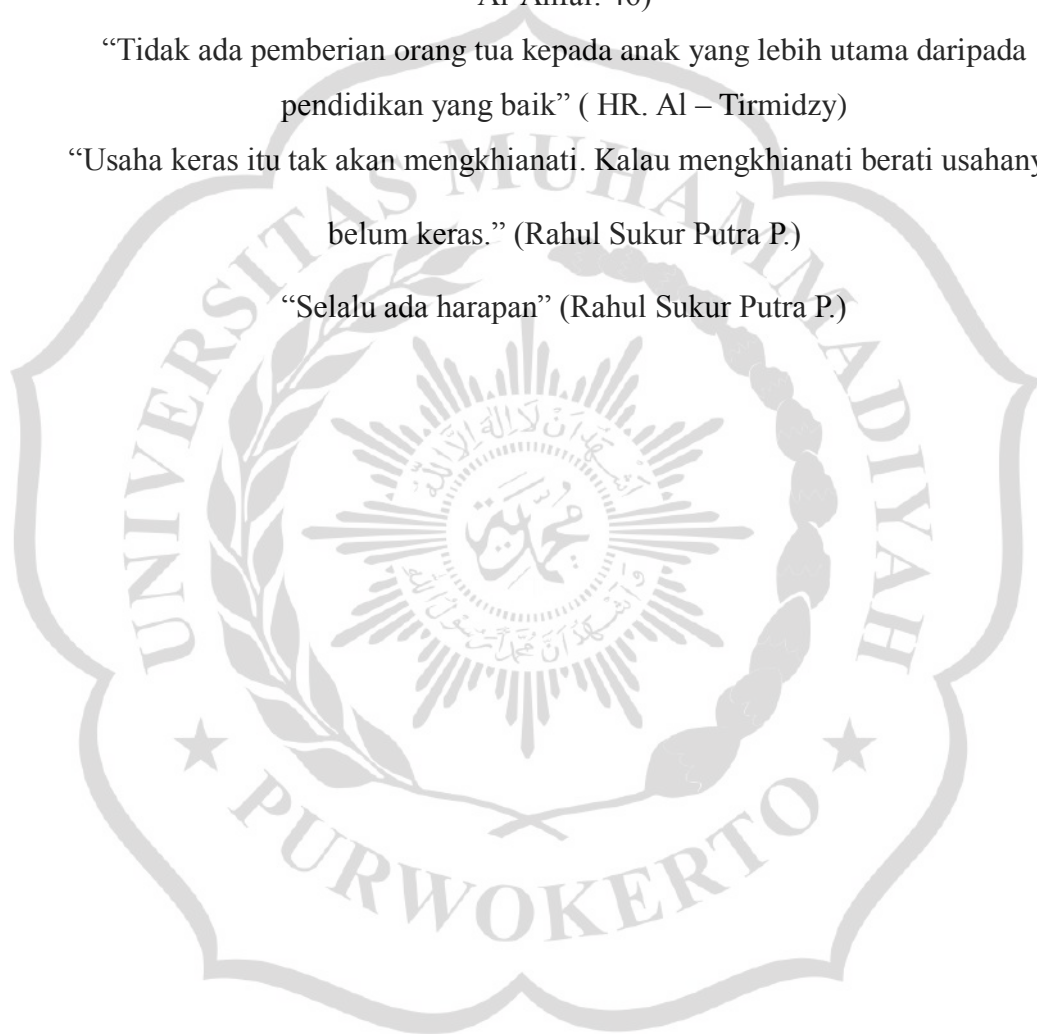 “Tidak ada pemberian orang tua kepada anak yang lebih utama daripada
pendidikan yang baik” ( HR. Al – Tirmidzy)
“Usaha keras itu tak akan mengkhianati. Kalau mengkhianati berati
belum keras.” (Rahul Sukur Putra P.)
“Selalu ada harapan” (Rahul Sukur Putra P.)
UNIVERSITAS MUHAMMADIYAH
PURWOKERTO